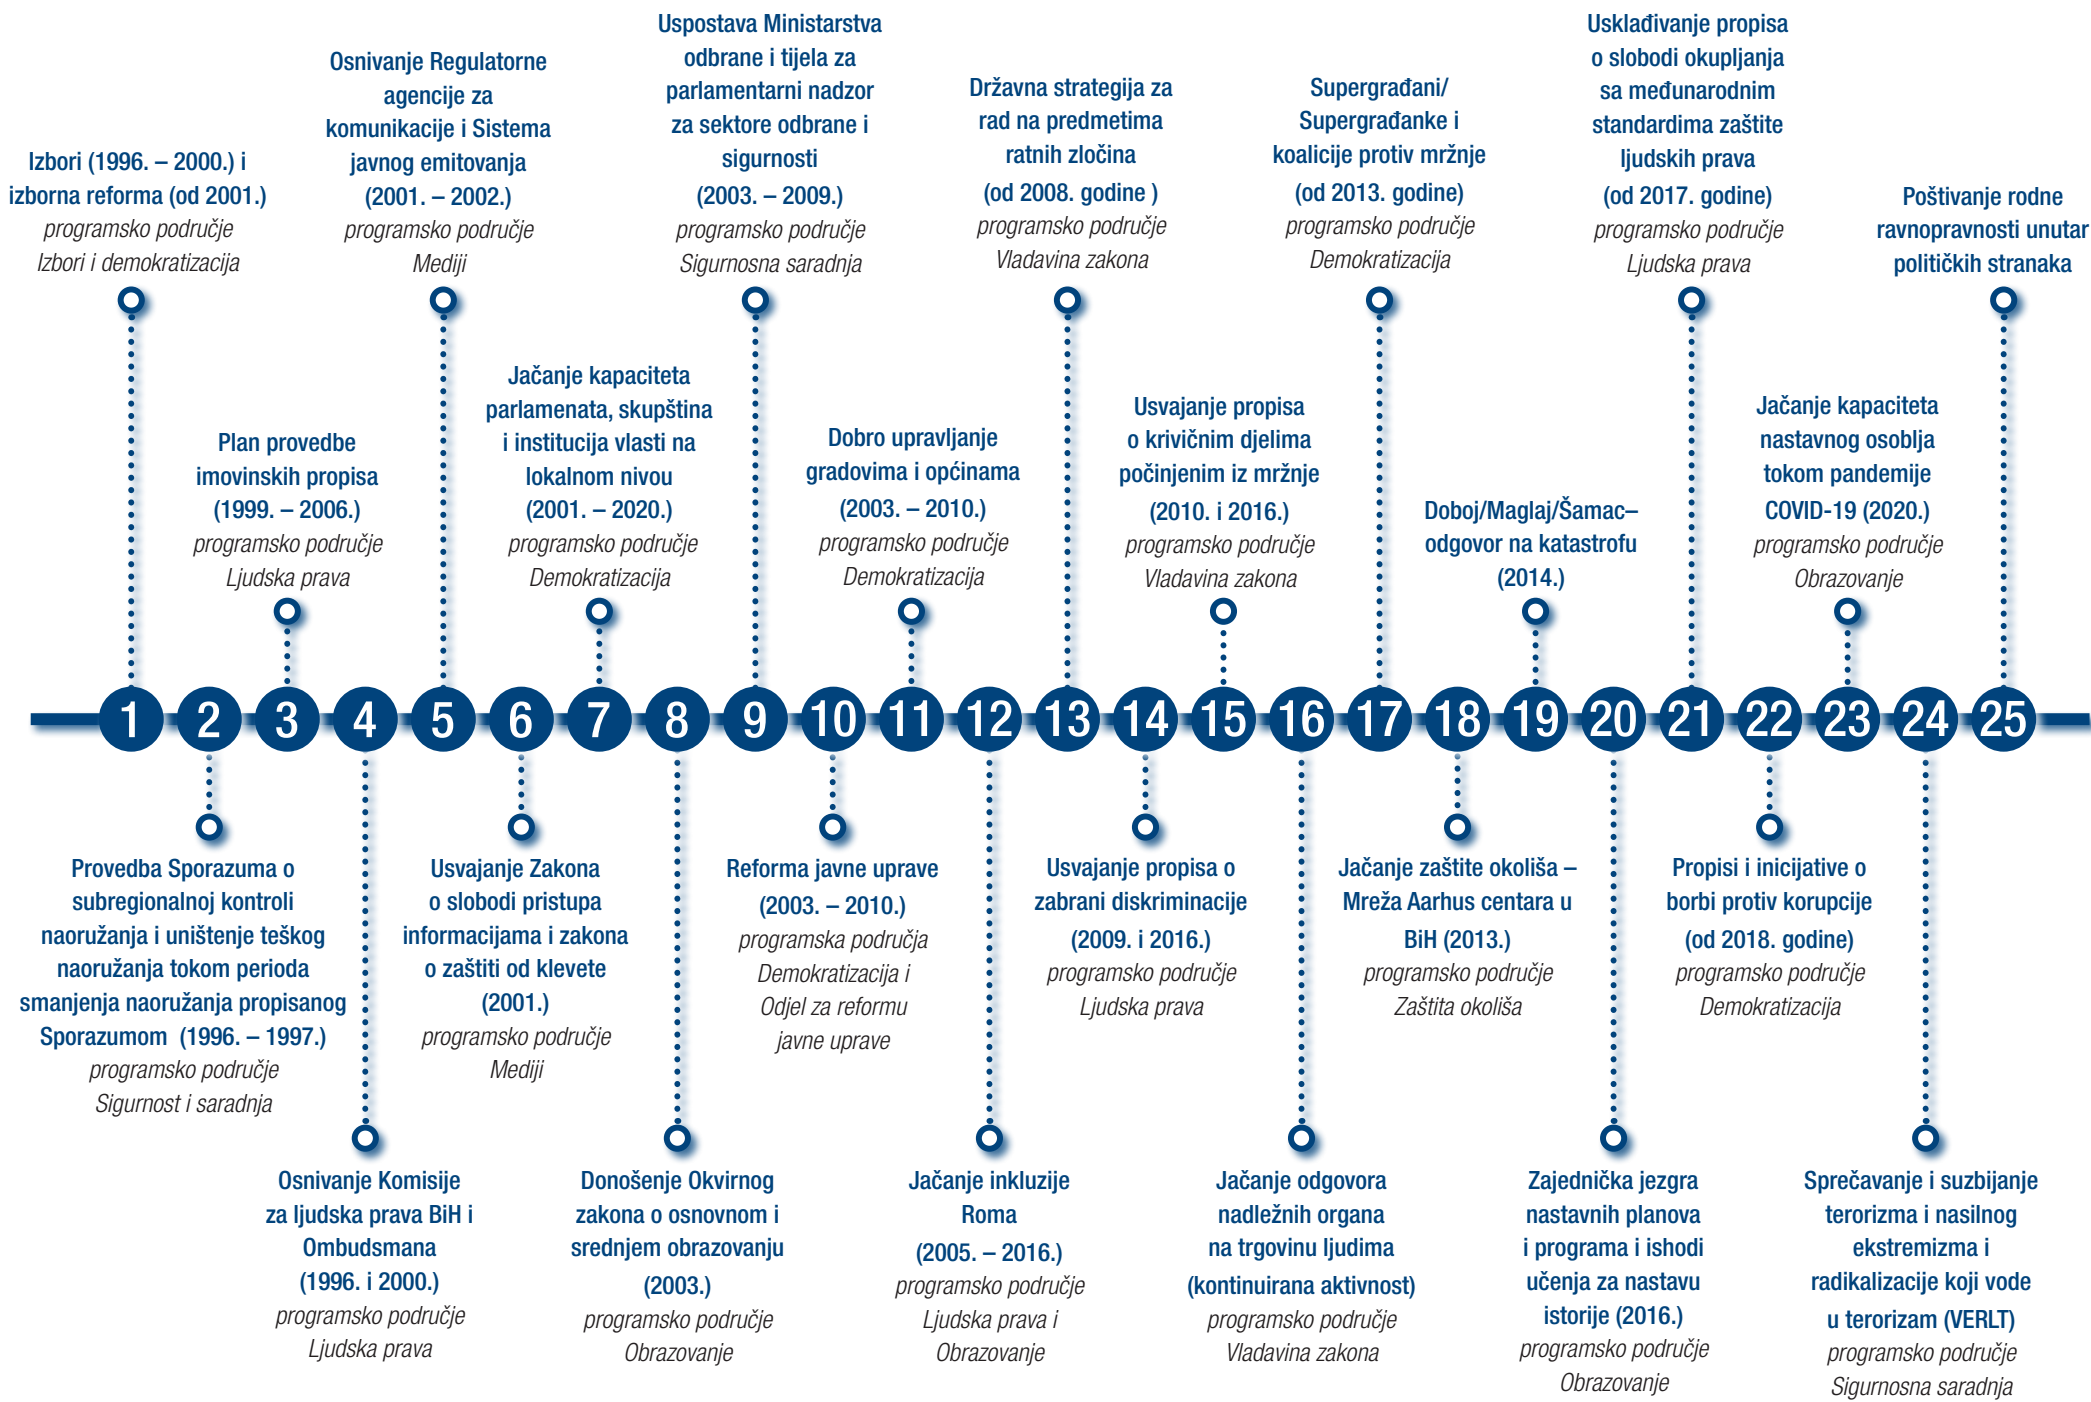 Izbori (1996. – 2000.) i
izborna reforma (od 2001.)
programsko područje
Izbori i demokratizacija
Osnivanje Regulatorne
agencije za
komunikacije i Sistema
javnog emitovanja
(2001. – 2002.)
programsko područje
Mediji
Uspostava Ministarstva
odbrane i tijela za
parlamentarni nadzor
za sektore odbrane i
sigurnosti
(2003. – 2009.)
programsko područje
Sigurnosna saradnja
Državna strategija za
rad na predmetima
ratnih zločina
(od 2008. godine )
programsko područje
Vladavina zakona
Supergrađani/
Supergrađanke i
koalicije protiv mržnje
(od 2013. godine)
programsko područje
Demokratizacija
Usklađivanje propisa
o slobodi okupljanja
sa međunarodnim
standardima zaštite
ljudskih prava
(od 2017. godine)
programsko područje
Ljudska prava
Poštivanje rodne
ravnopravnosti unutar
političkih stranaka
Plan provedbe
imovinskih propisa
(1999. – 2006.)
programsko područje
Ljudska prava
Jačanje kapaciteta
parlamenata, skupština
i institucija vlasti na
lokalnom nivou
(2001. – 2020.)
programsko područje
Demokratizacija
Dobro upravljanje
gradovima i općinama
(2003. – 2010.)
programsko područje
Demokratizacija
Usvajanje propisa
o krivičnim djelima
počinjenim iz mržnje
(2010. i 2016.)
programsko područje
Vladavina zakona
Doboj/Maglaj/Šamac–
odgovor na katastrofu
(2014.)
Jačanje kapaciteta
nastavnog osoblja
tokom pandemije
COVID-19 (2020.)
programsko područje
Obrazovanje
1 2 3 4 5 6 7 8 9 10 11 12 13 14 15 16 17 18 19 20 21 22 23 24 25
Provedba Sporazuma o
subregionalnoj kontroli
naoružanja i uništenje teškog
naoružanja tokom perioda
smanjenja naoružanja propisanog
Sporazumom (1996. – 1997.)
programsko područje
Sigurnost i saradnja
Usvajanje Zakona
o slobodi pristupa
informacijama i zakona
o zaštiti od klevete
(2001.)
programsko područje
Mediji
Reforma javne uprave
(2003. – 2010.)
programska područja
Demokratizacija i
Odjel za reformu
javne uprave
Usvajanje propisa o
zabrani diskriminacije
(2009. i 2016.)
programsko područje
Ljudska prava
Jačanje zaštite okoliša –
Mreža Aarhus centara u
BiH (2013.)
programsko područje
Zaštita okoliša
Propisi i inicijative o
borbi protiv korupcije
(od 2018. godine)
programsko područje
Demokratizacija
Osnivanje Komisije
za ljudska prava BiH i
Ombudsmana
(1996. i 2000.)
programsko područje
Ljudska prava
Donošenje Okvirnog
zakona o osnovnom i
srednjem obrazovanju
(2003.)
programsko područje
Obrazovanje
Jačanje inkluzije
Roma
(2005. – 2016.)
programsko područje
Ljudska prava i
Obrazovanje
Jačanje odgovora
nadležnih organa
na trgovinu ljudima
(kontinuirana aktivnost)
programsko područje
Vladavina zakona
Zajednička jezgra
nastavnih planova
i programa i ishodi
učenja za nastavu
istorije (2016.)
programsko područje
Obrazovanje
Sprečavanje i suzbijanje
terorizma i nasilnog
ekstremizma i
radikalizacije koji vode
u terorizam (VERLT)
programsko područje
Sigurnosna saradnja